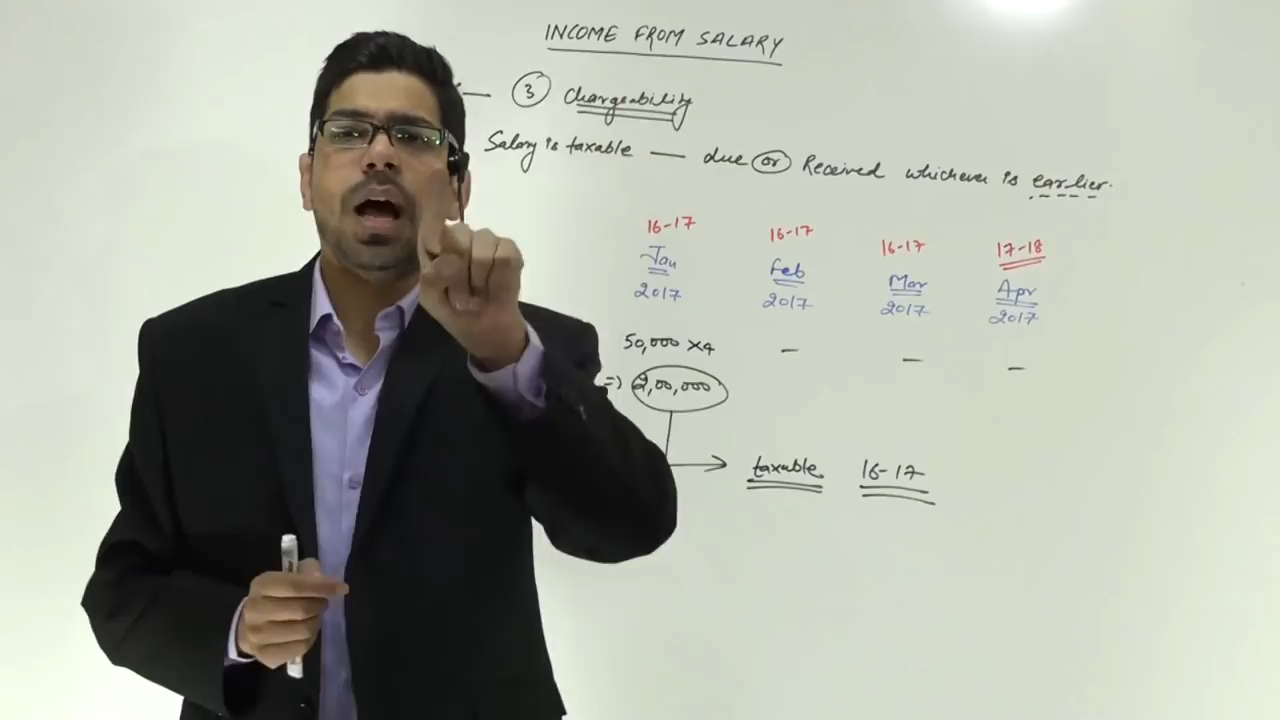 INCOME FROM SALARY
— ③ Chargeability
Salary is taxable — due or Received whichever is earlier.
16-17 16-17 16-17 17-18
Jan Feb Mar Apr
2017 2017 2017 2017
50,000 x4 — — —
=) 2,00,000
taxable 16-17